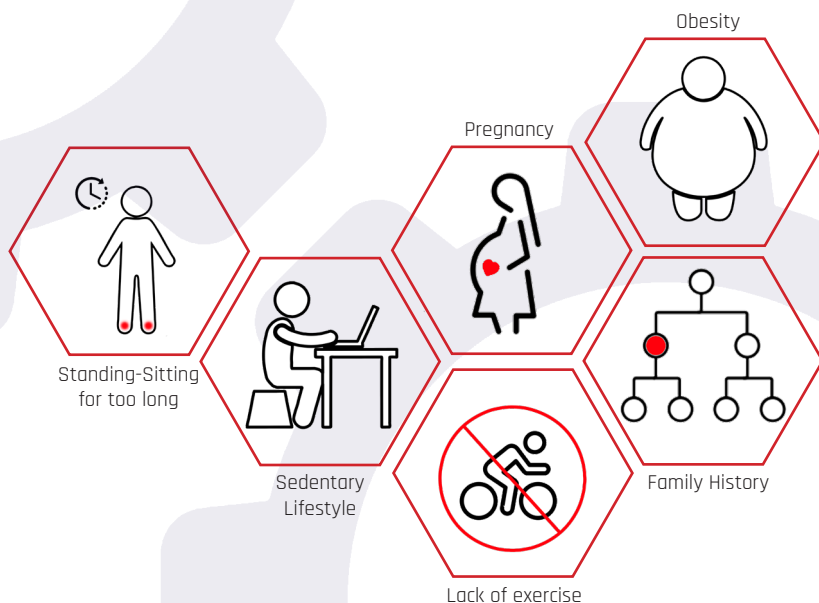 Obesity
Pregnancy
Standing-Sitting
for too long
Sedentary
Lifestyle
Family History
Lack of exercise